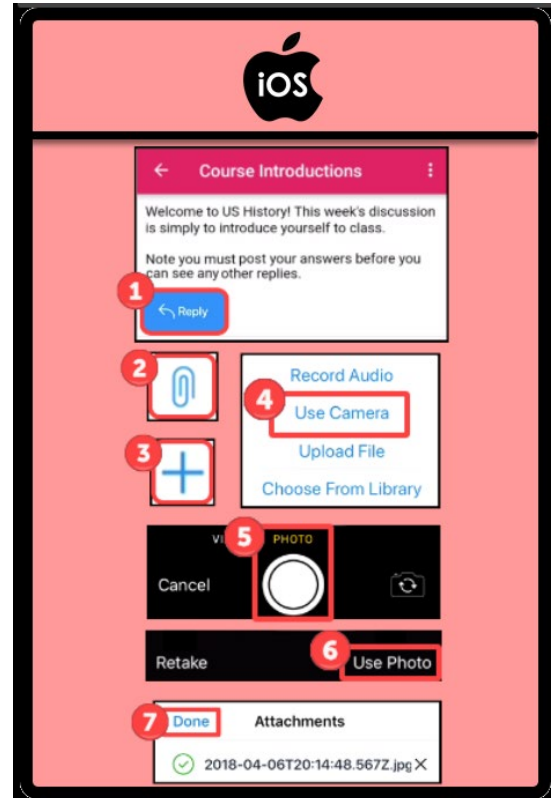 iOS
Course Introductions
Welcome to US History! This week's discussion
is simply to introduce yourself to class.
Note you must post your answers before you
can see any other replies.
1
Reply
2
3
4
Record Audio
Use Camera
Upload File
Choose From Library
5
PHOTO
Cancel
6
Retake
Use Photo
7
Done Attachments
2018-04-06T20:14:48.567Z.jpg